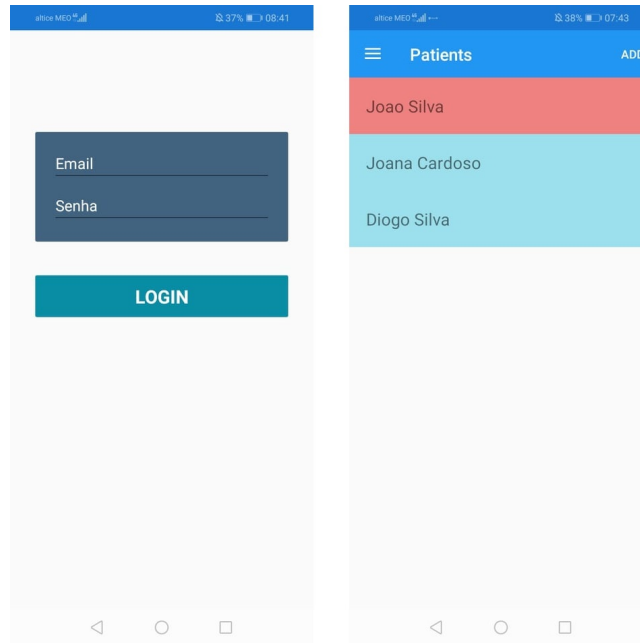 altice MEO 37% 08:41
Email
Senha
LOGIN
altice MEO 38% 07:43
Patients
ADD
Joao Silva
Joana Cardoso
Diogo Silva